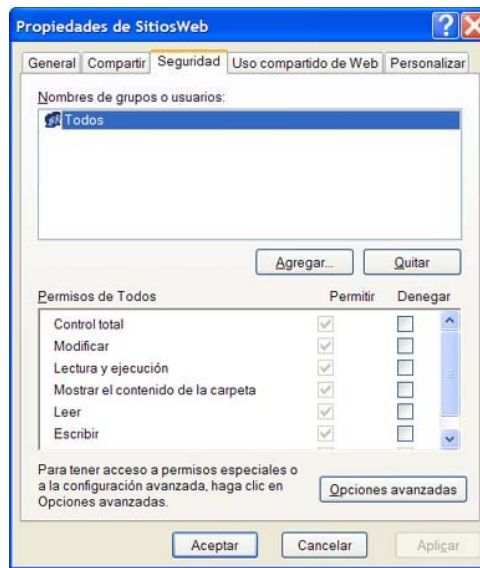 Propiedades de SitiosWeb
General Compartir Seguridad Uso compartido de Web Personalizar
Nombres de grupos o usuarios:
Todos
Agregar... Quitar
Permisos de Todos Permitir Denegar
Control total
Modificar
Lectura y ejecución
Mostrar el contenido de la carpeta
Leer
Escribir
Para tener acceso a permisos especiales o
a la configuración avanzada, haga clic en
Opciones avanzadas.
Opciones avanzadas
Aceptar Cancelar Aplicar